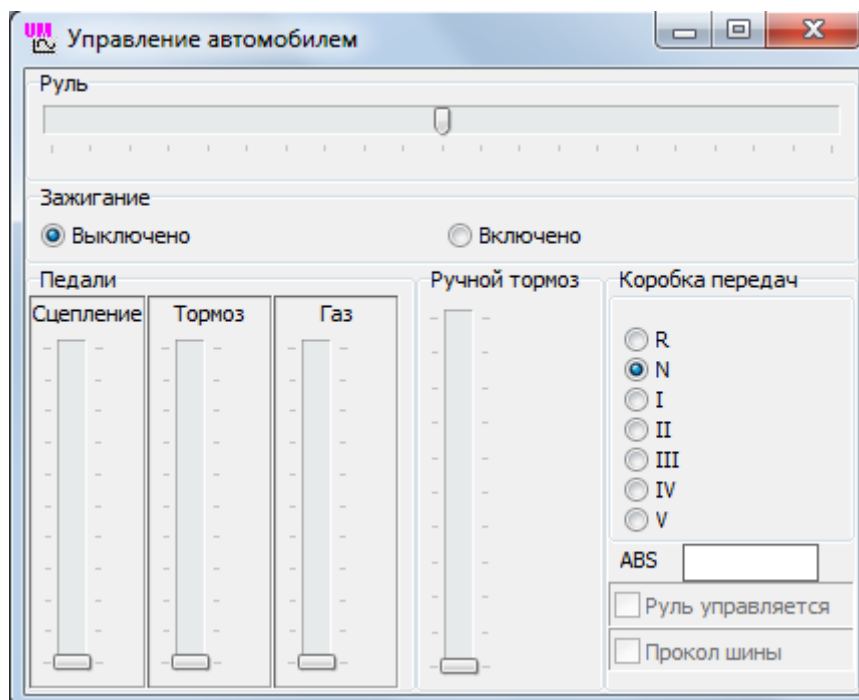 Управление автомобилем
Руль
Зажигание
Выключено
Включено
Педали
Сцепление
Тормоз
Газ
Ручной тормоз
Коробка передач
R
N
I
II
III
IV
V
ABS
Руль управляется
Прокол шины